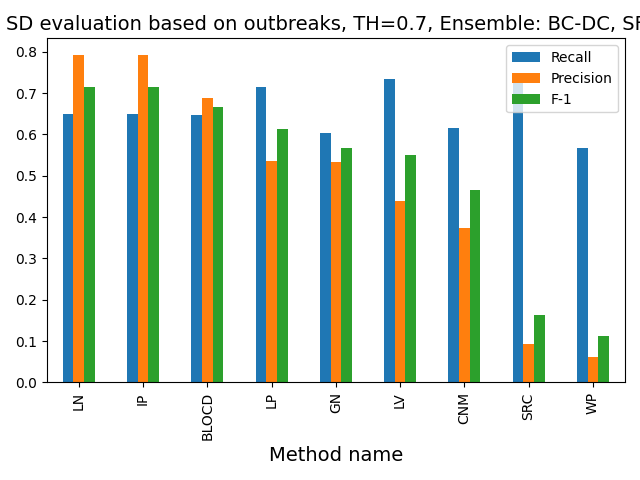 SD evaluation based on outbreaks, TH=0.7, Ensemble: BC-DC,
Recall
Precision
F-1
0.8
0.7
0.6
0.5
0.4
0.3
0.2
0.1
0.0
LN
IP
BLOCD
LP
GN
LV
CNM
SRC
WP
Method name